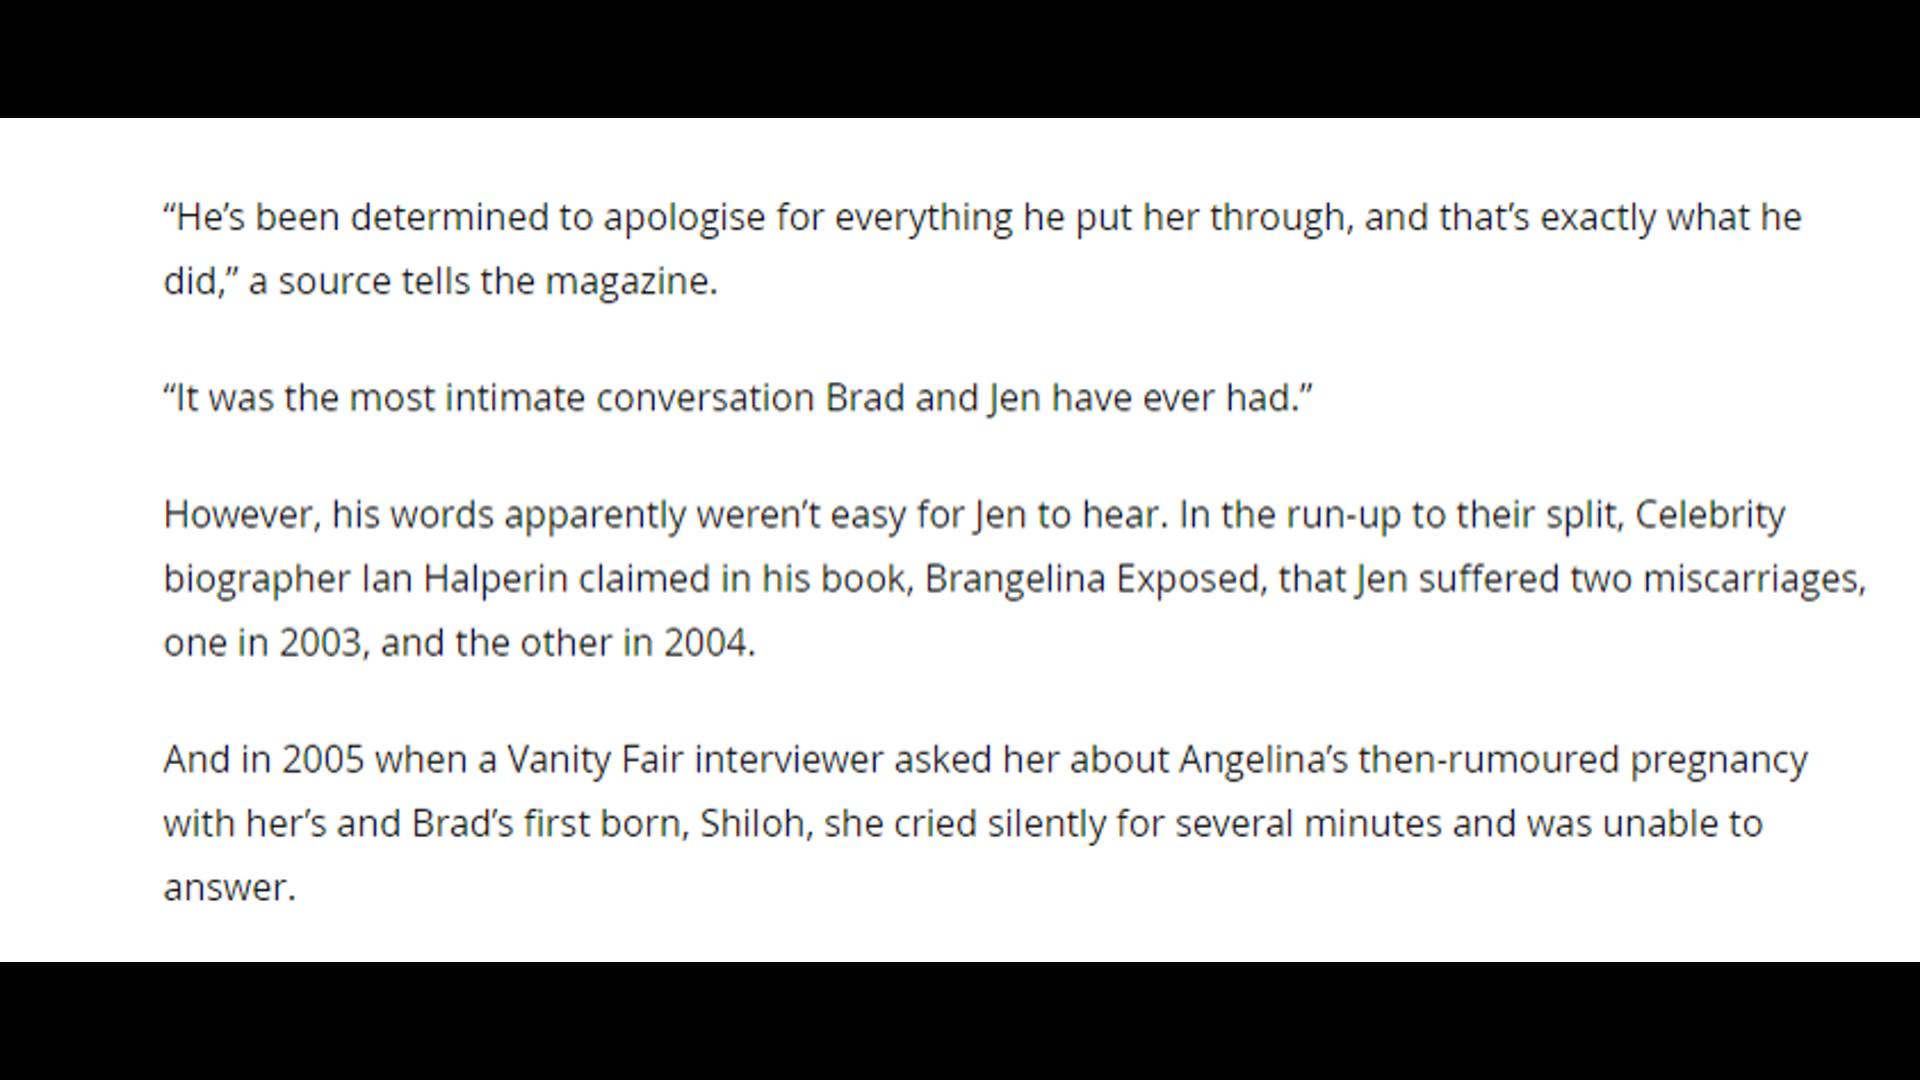 “He’s been determined to apologise for everything he put her through, and that’s exactly what he
did,” a source tells the magazine.
“It was the most intimate conversation Brad and Jen have ever had.”
However, his words apparently weren’t easy for Jen to hear. In the run-up to their split, Celebrity
biographer Ian Halperin claimed in his book, Brangelina Exposed, that Jen suffered two miscarriages,
one in 2003, and the other in 2004.
And in 2005 when a Vanity Fair interviewer asked her about Angelina’s then-rumoured pregnancy
with her’s and Brad’s first born, Shiloh, she cried silently for several minutes and was unable to
answer.